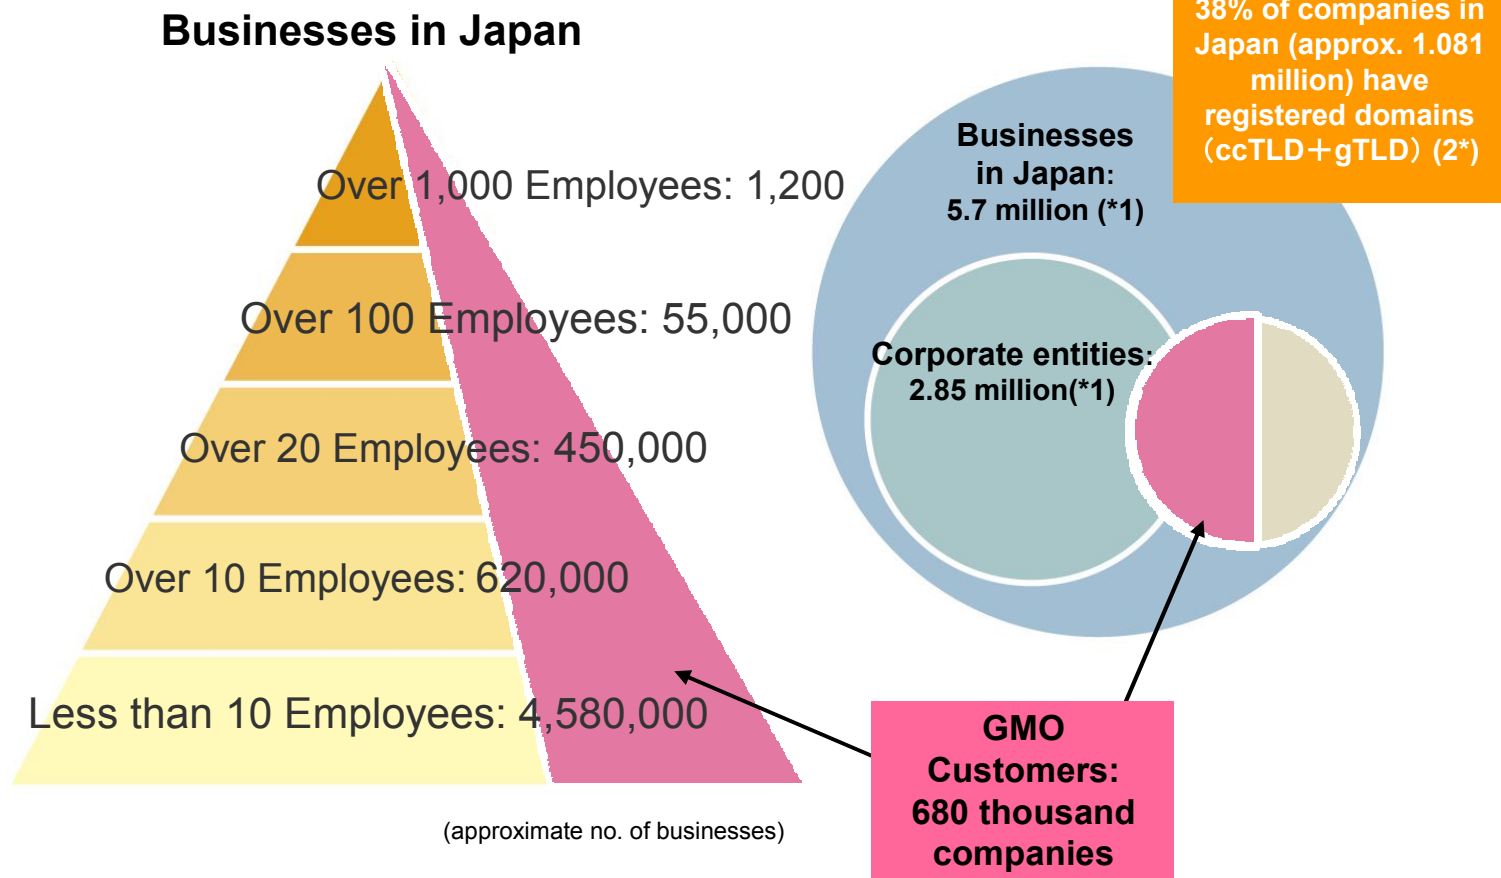 Businesses in Japan
Over 1,000 Employees: 1,200
Over 100 Employees: 55,000
Over 20 Employees: 450,000
Over 10 Employees: 620,000
Less than 10 Employees: 4,580,000
(approximate no. of businesses)
38% of companies in
Japan (approx. 1.081
million) have
registered domains
（ccTLD＋gTLD）(2*)
Businesses
in Japan:
5.7 million (*1)
Corporate entities:
2.85 million(*1)
GMO
Customers:
680 thousand
companies